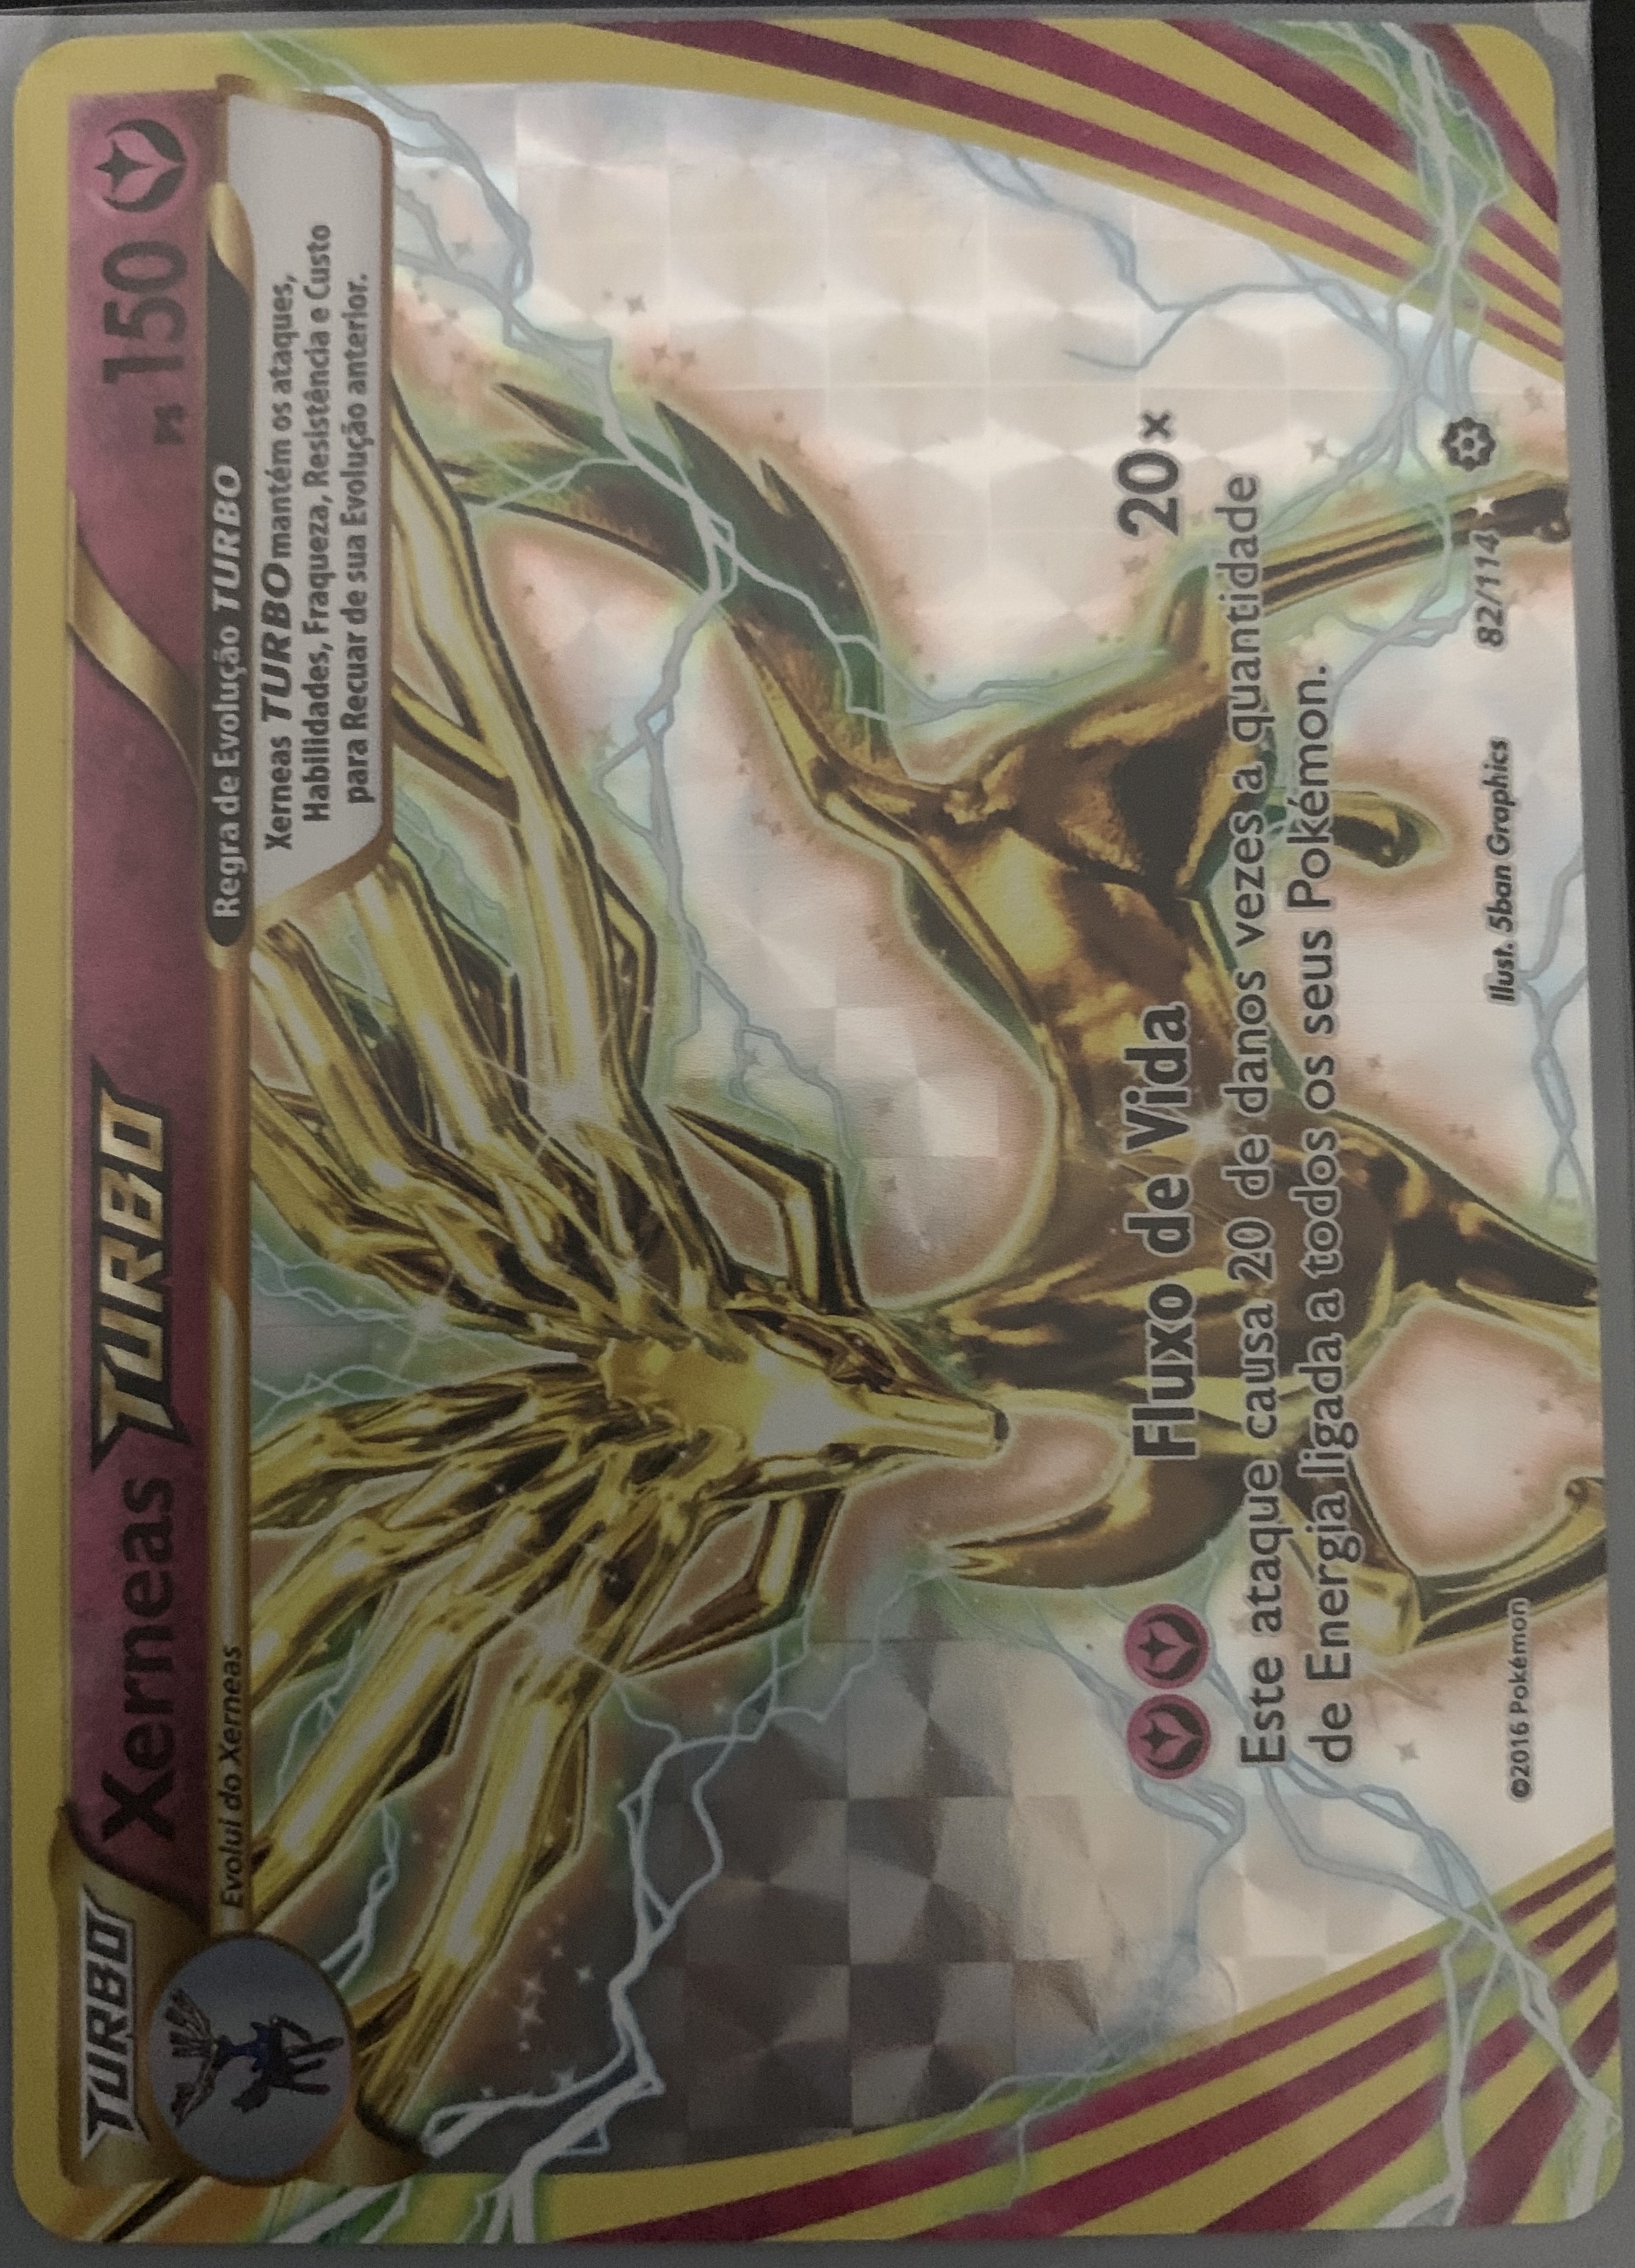 TURBO
Xerneas TURBO
PS 150
Evolui do Xerneas
Regra de Evolução TURBO
Xerneas TURBO mantém os ataques,
Habilidades, Fraqueza, Resistência e Custo
para Recuar de sua Evolução anterior.
Fluxo de Vida 20×
Este ataque causa 20 de danos vezes a quantidade
de Energia ligada a todos os seus Pokémon.
©2016 Pokémon
Ilust. 5ban Graphics
82/114